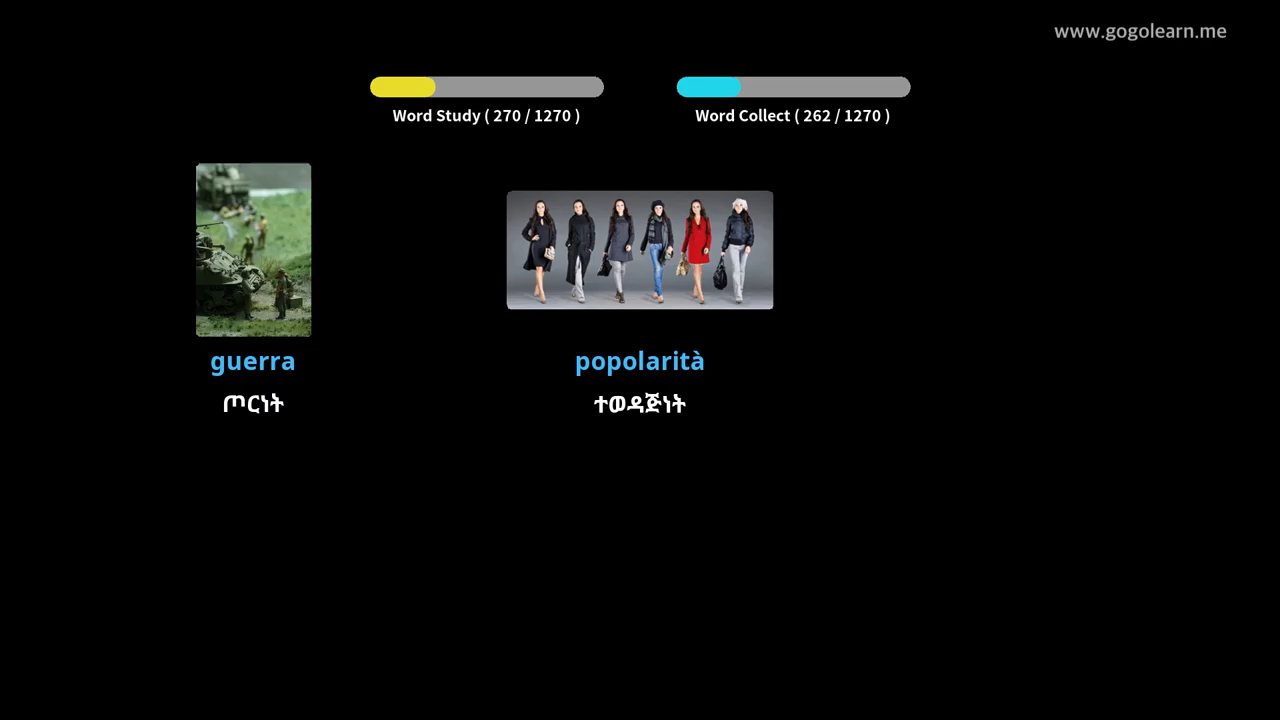 www.gogolearn.me
Word Study ( 270 / 1270 )
Word Collect ( 262 / 1270 )
guerra
ጦርነት
popolarità
ተወዳጅነት